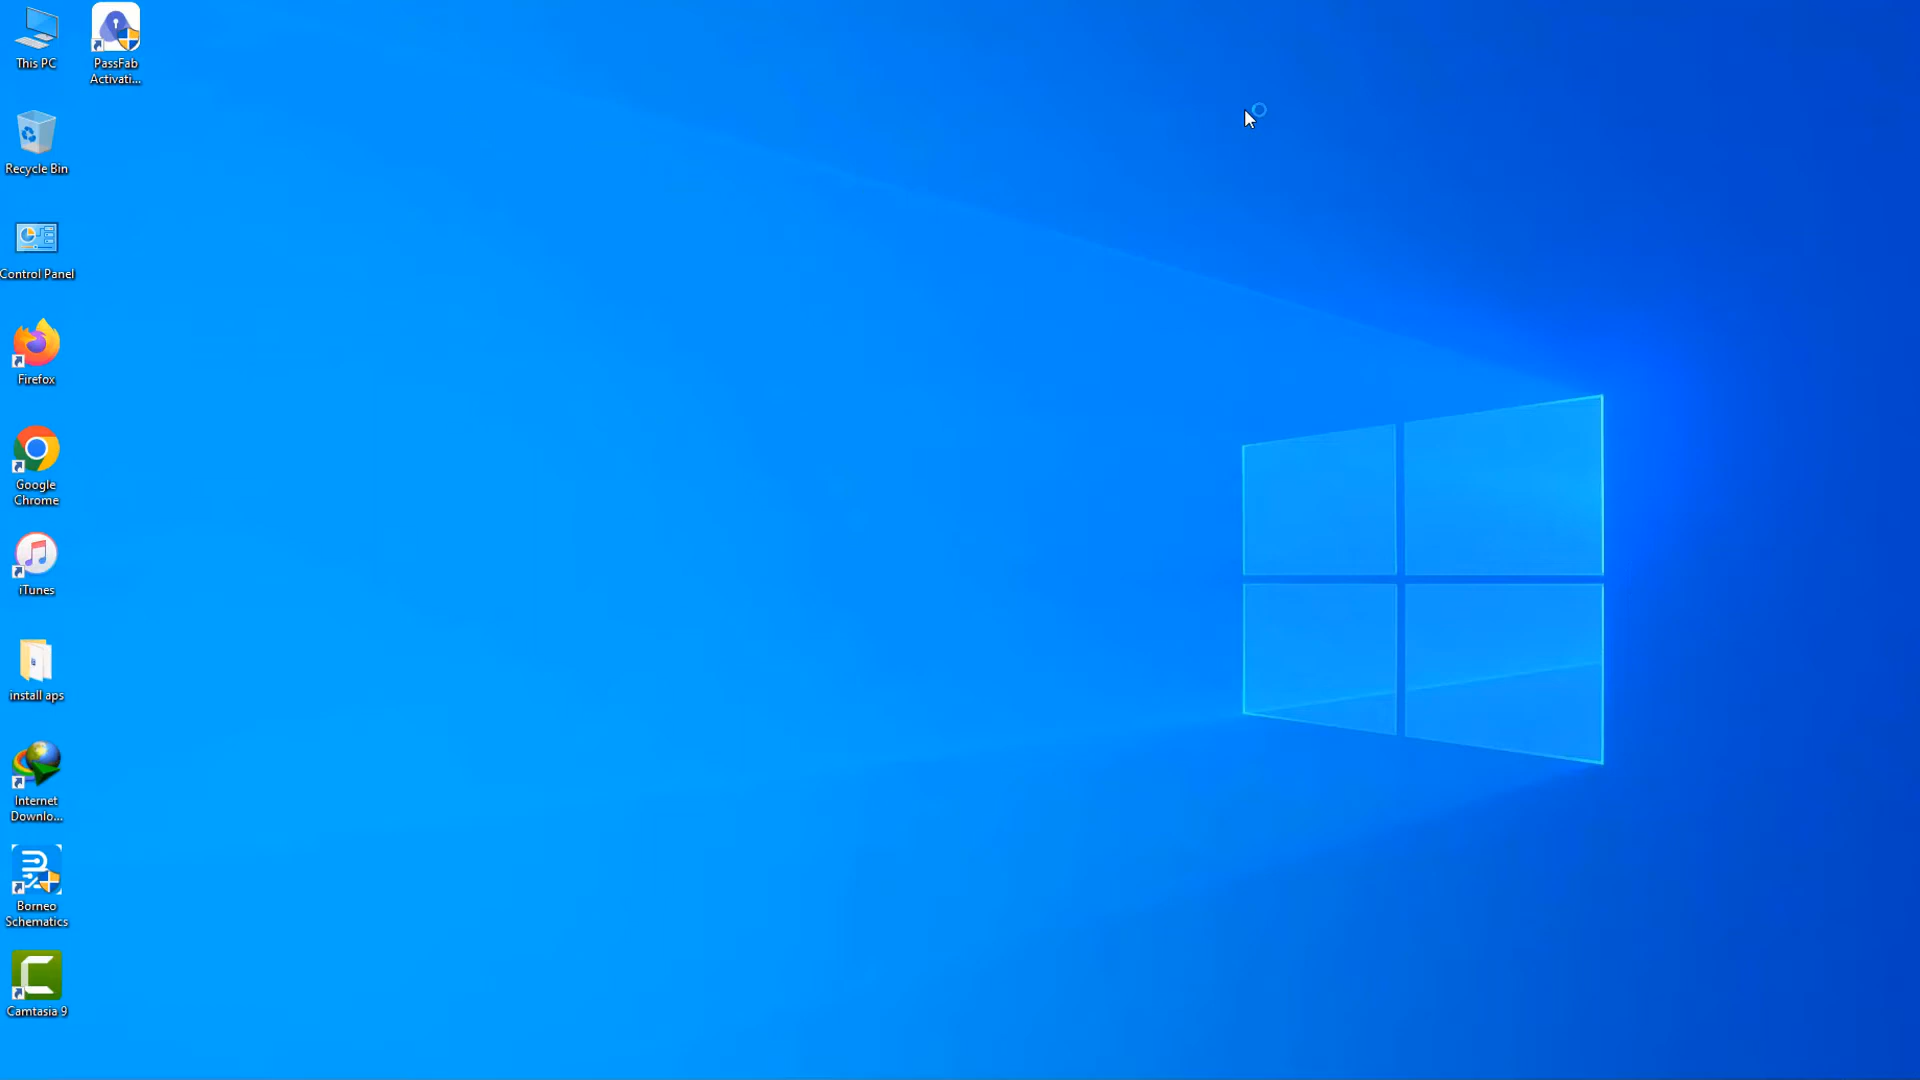 This PC
PassFab
Activati...
Recycle Bin
Control Panel
Firefox
Google
Chrome
iTunes
install aps
Internet
Downlo...
Borneo
Schematics
Camtasia 9